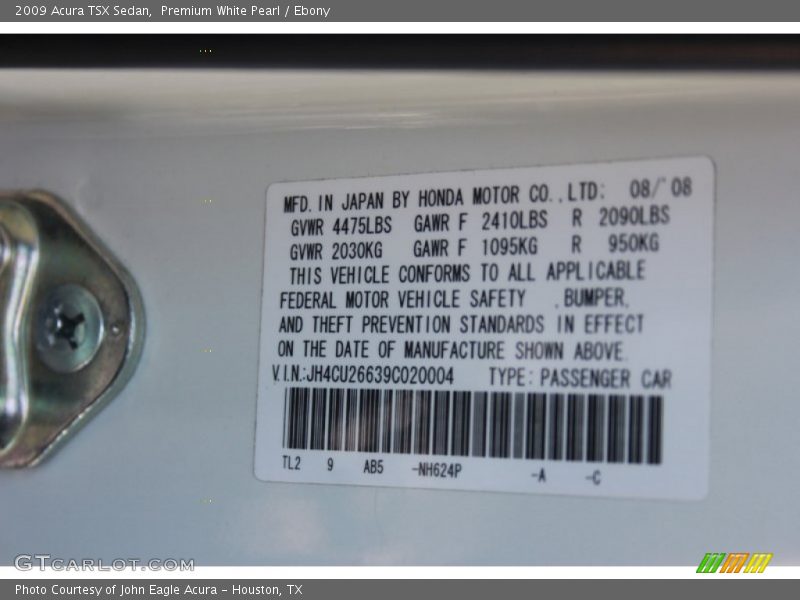 2009 Acura TSX Sedan,  Premium White Pearl / Ebony
MFD. IN JAPAN BY HONDA MOTOR CO., LTD: 08/'08
GVWR 4475LBS GAWR F 2410LBS R 2090LBS
GVWR 2030KG GAWR F 1095KG R 950KG
THIS VEHICLE CONFORMS TO ALL APPLICABLE
FEDERAL MOTOR VEHICLE SAFETY ,BUMPER,
AND THEFT PREVENTION STANDARDS IN EFFECT
ON THE DATE OF MANUFACTURE SHOWN ABOVE.
V.I.N.:JH4CU26639C020004 TYPE: PASSENGER CAR
TL2 9 AB5 -NH624P -A -C
GTCARLOT.COM
Photo Courtesy of John Eagle Acura - Houston, TX